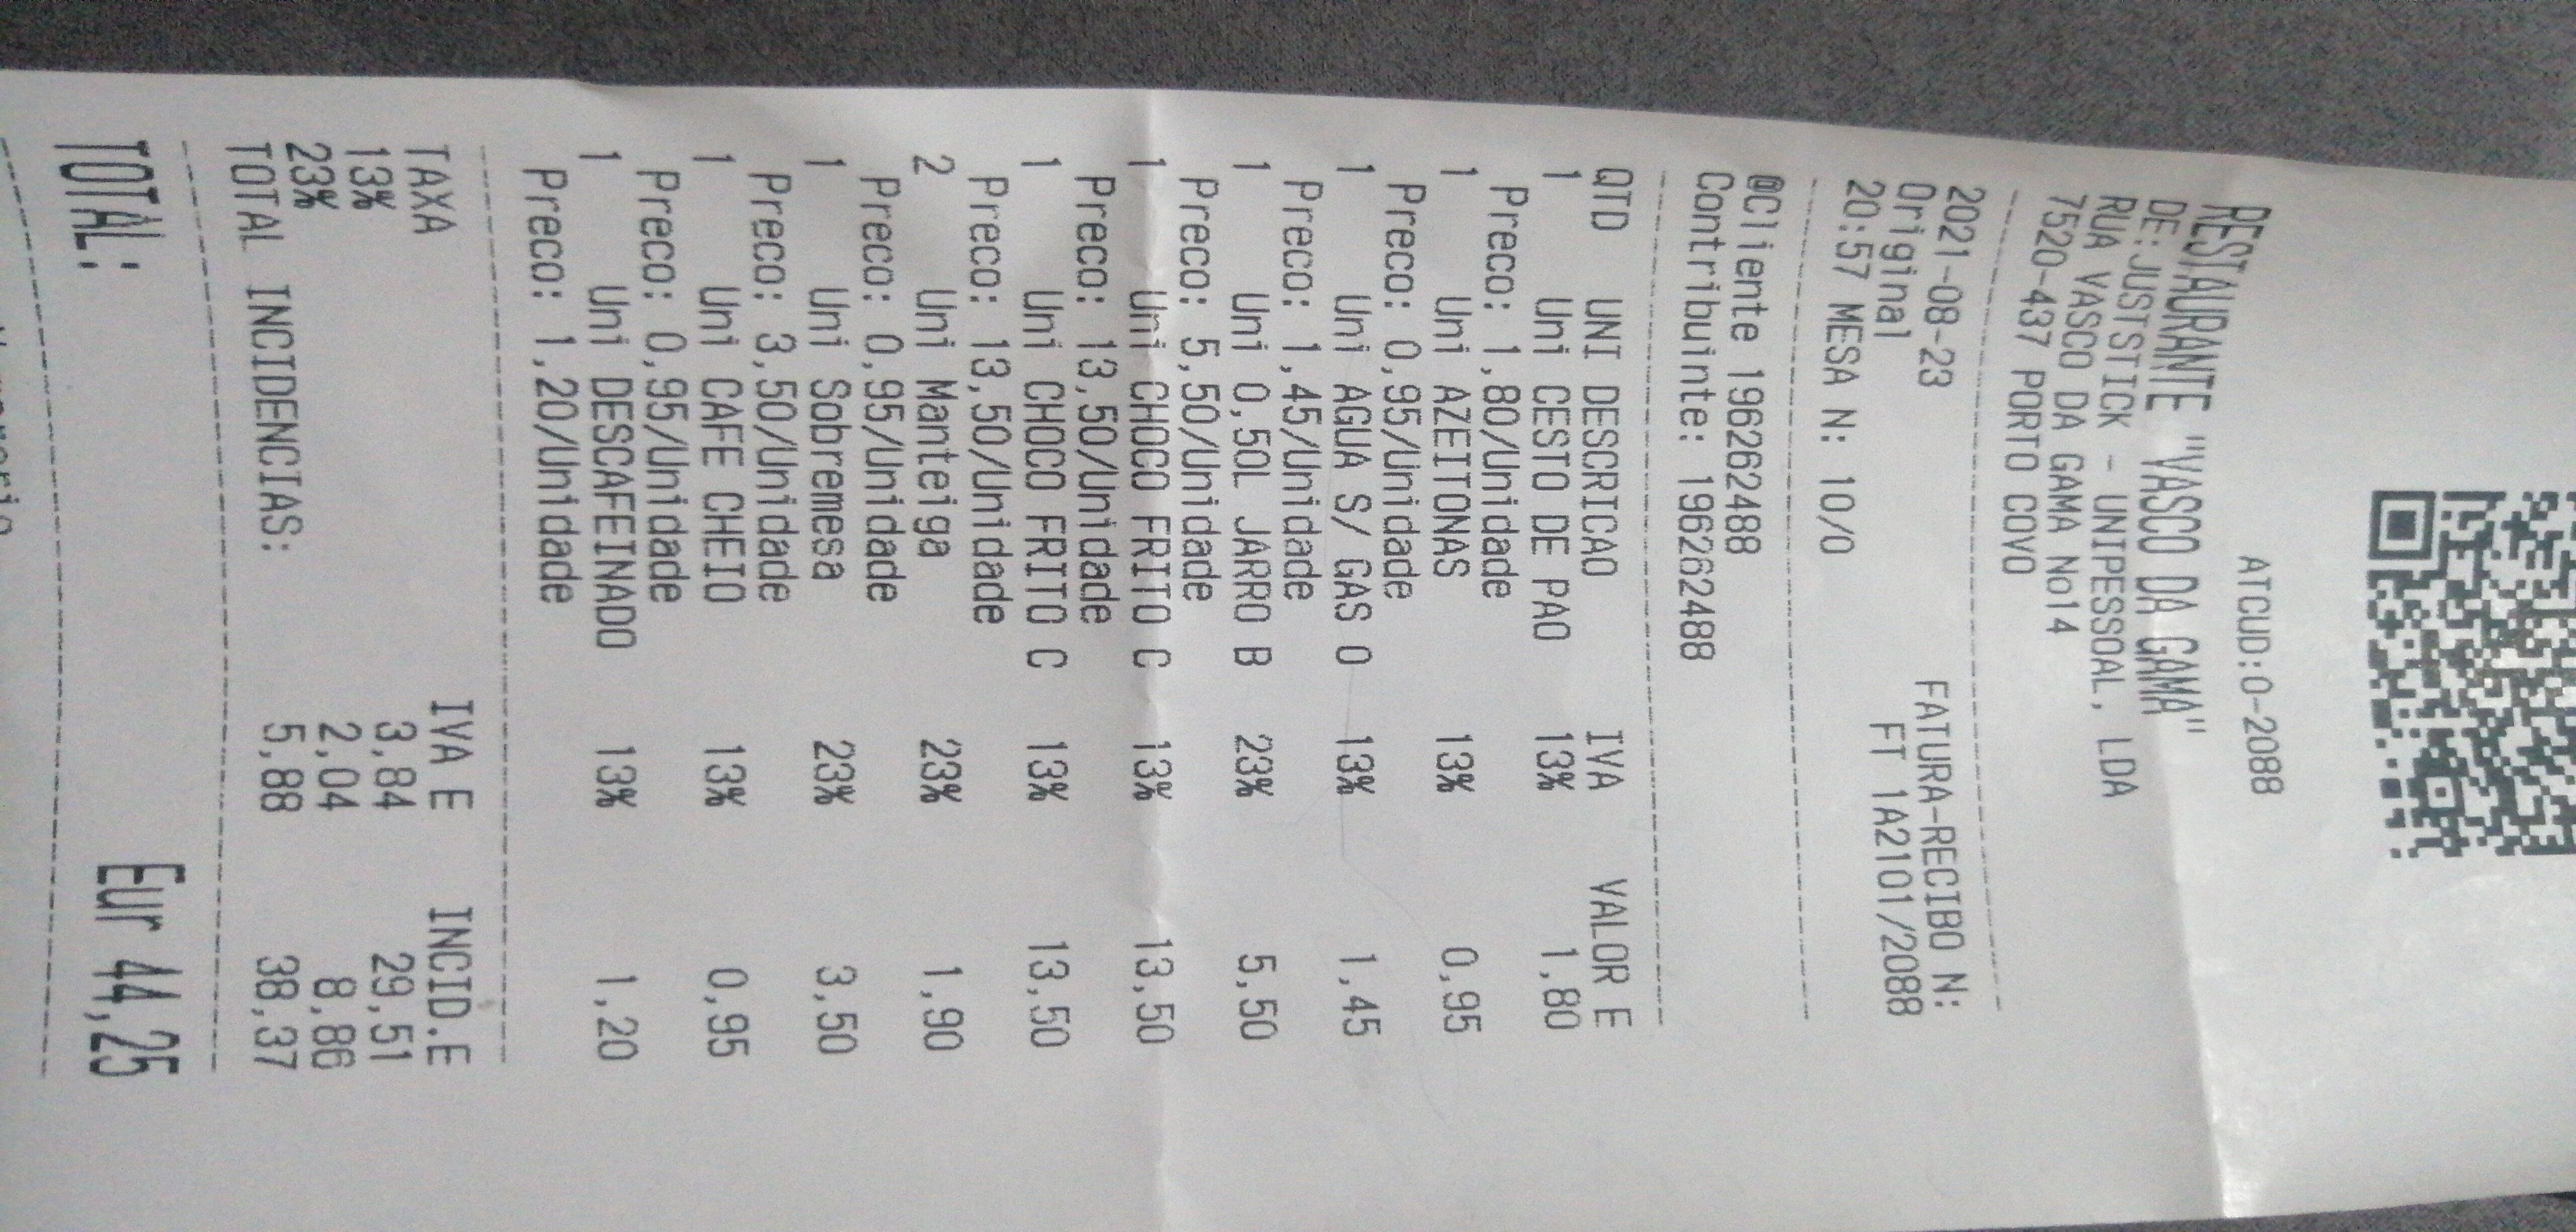 ATCUD:0-2088
RESTAURANTE "VASCO DA GAMA"
DE:JUSTSTICK - UNIPESSOAL, LDA
RUA VASCO DA GAMA No14
7520-437 PORTO COVO
FATURA-RECIBO N:
2021-08-23 FT 1A2101/2088
Original
20:57 MESA N: 10/0
@Cliente 196262488
Contribuinte: 196262488
QTD UNI DESCRICAO IVA VALOR E
1 Uni CESTO DE PAO 13% 1,80
Preco: 1,80/Unidade
1 Uni AZEITONAS 13% 0,95
Preco: 0,95/Unidade
1 Uni AGUA S/ GAS 0 13% 1,45
Preco: 1,45/Unidade
1 Uni 0,50L JARRO B 23% 5,50
Preco: 5,50/Unidade
1 Uni CHOCO FRITO C 13% 13,50
Preco: 13,50/Unidade
1 Uni CHOCO FRITO C 13% 13,50
Preco: 13,50/Unidade
2 Uni Manteiga 23% 1,90
Preco: 0,95/Unidade
1 Uni Sobremesa 23% 3,50
Preco: 3,50/Unidade
1 Uni CAFE CHEIO 13% 0,95
Preco: 0,95/Unidade
1 Uni DESCAFEINADO 13% 1,20
Preco: 1,20/Unidade
TAXA IVA E INCID.E
13% 3,84 29,51
23% 2,04 8,86
TOTAL INCIDENCIAS: 5,88 38,37
TOTAL: Eur 44,25